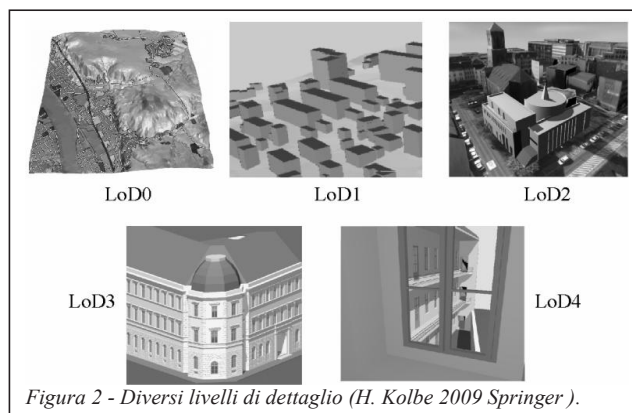 LoD0
LoD1
LoD2
LoD3
LoD4
Figura 2 - Diversi livelli di dettaglio (H. Kolbe 2009 Springer ).